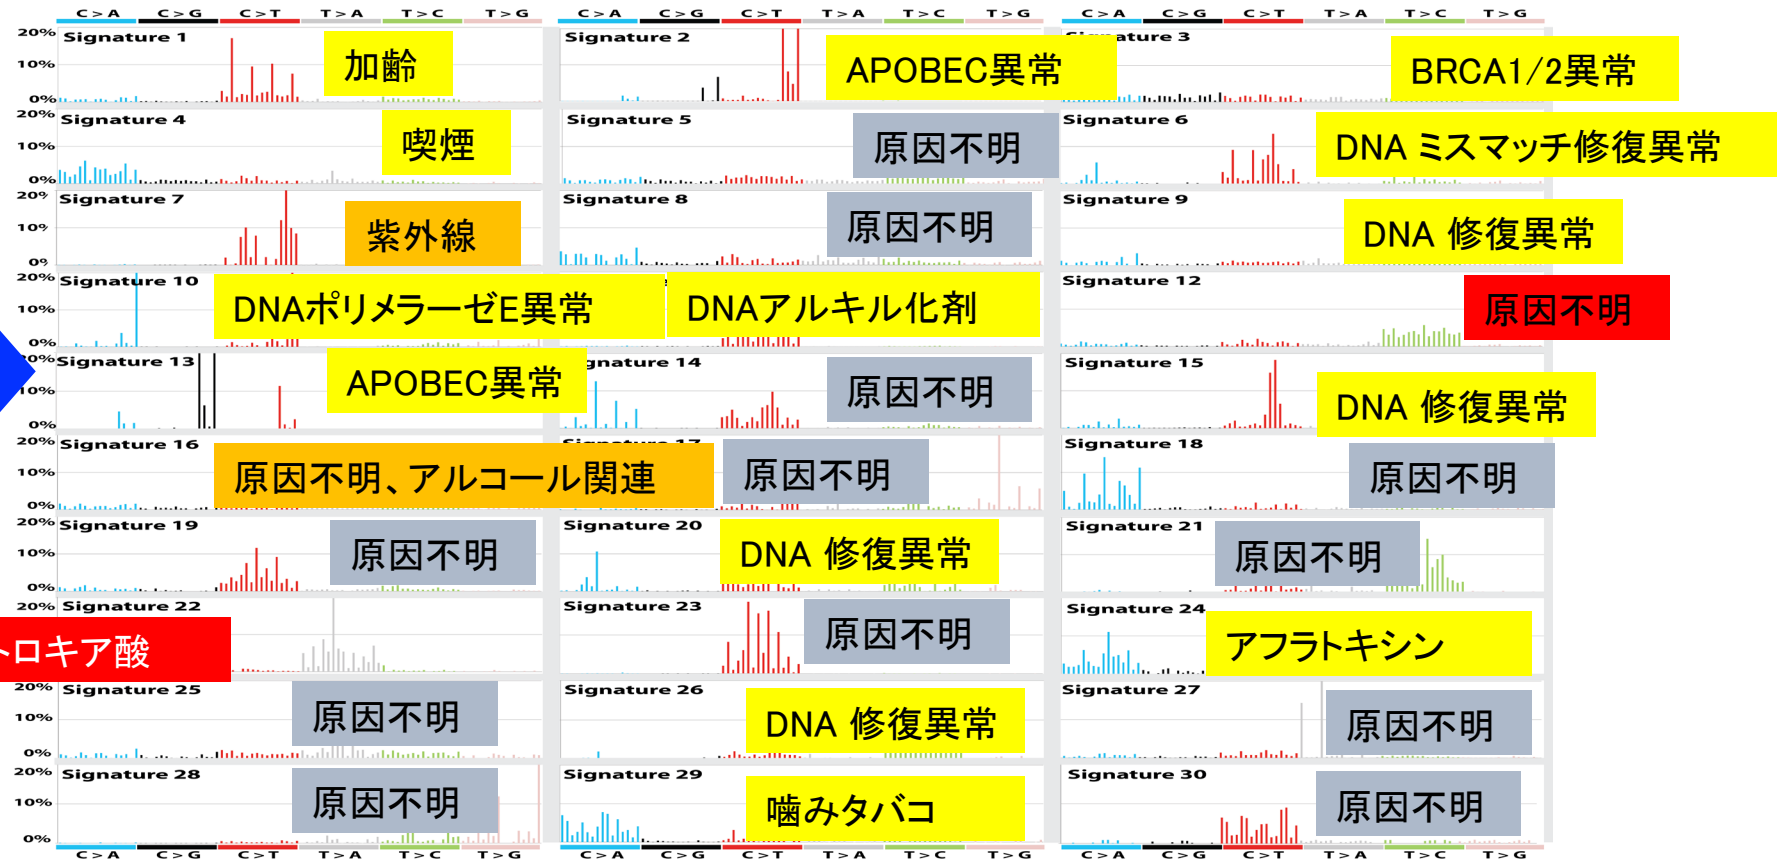 C > A C > G C > T T > A T > C T > G C > A C > G C > T T > A T > C T > G C > A C > G C > T T > A T > C T > G
20% Signature 1 加齢 Signature 2 APOBEC異常 ature 3 BRCA1/2異常
10%
0%
20% Signature 4 喫煙 Signature 5 原因不明 Signature 6 DNA ミスマッチ修復異常
10%
0%
20% Signature 7 紫外線 Signature 8 原因不明 Signature 9 DNA 修復異常
10%
0%
20% Signature 10 DNAポリメラーゼE異常 DNAアルキル化剤 Signature 12 原因不明
10%
0%
20% Signature 13 APOBEC異常 nature 14 原因不明 Signature 15 DNA 修復異常
10%
0%
20% Signature 16 原因不明、アルコール関連 Signature 17 原因不明 Signature 18 原因不明
10%
0%
20% Signature 19 原因不明 Signature 20 DNA 修復異常 Signature 21 原因不明
10%
0%
20% Signature 22 トロキア酸 Signature 23 原因不明 Signature 24 アフラトキシン
20% Signature 25 原因不明 Signature 26 DNA 修復異常 Signature 27 原因不明
10%
0%
20% Signature 28 原因不明 Signature 29 噛みタバコ Signature 30 原因不明
10%
0%
C > A C > G C > T T > A T > C T > G C > A C > G C > T T > A T > C T > G C > A C > G C > T T > A T > C T > G